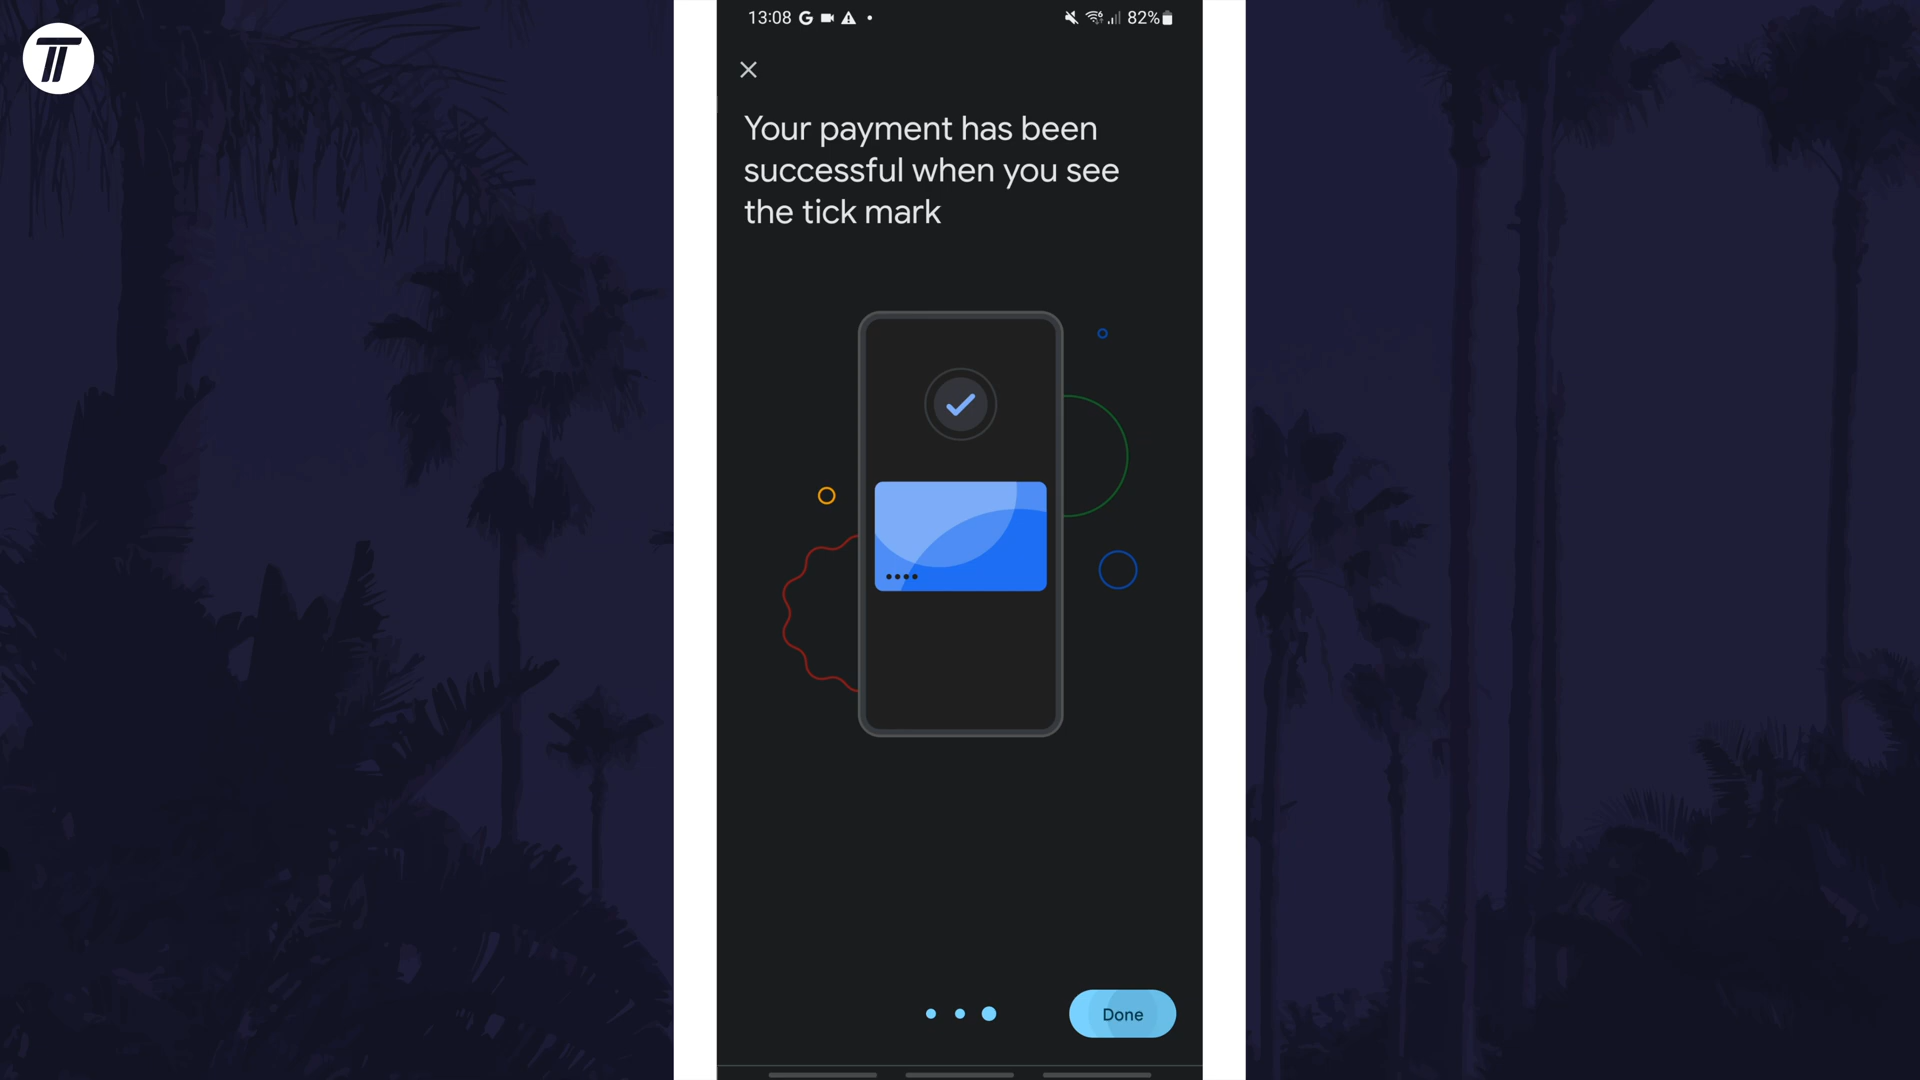 13:08
82%
Your payment has been
successful when you see
the tick mark
Done